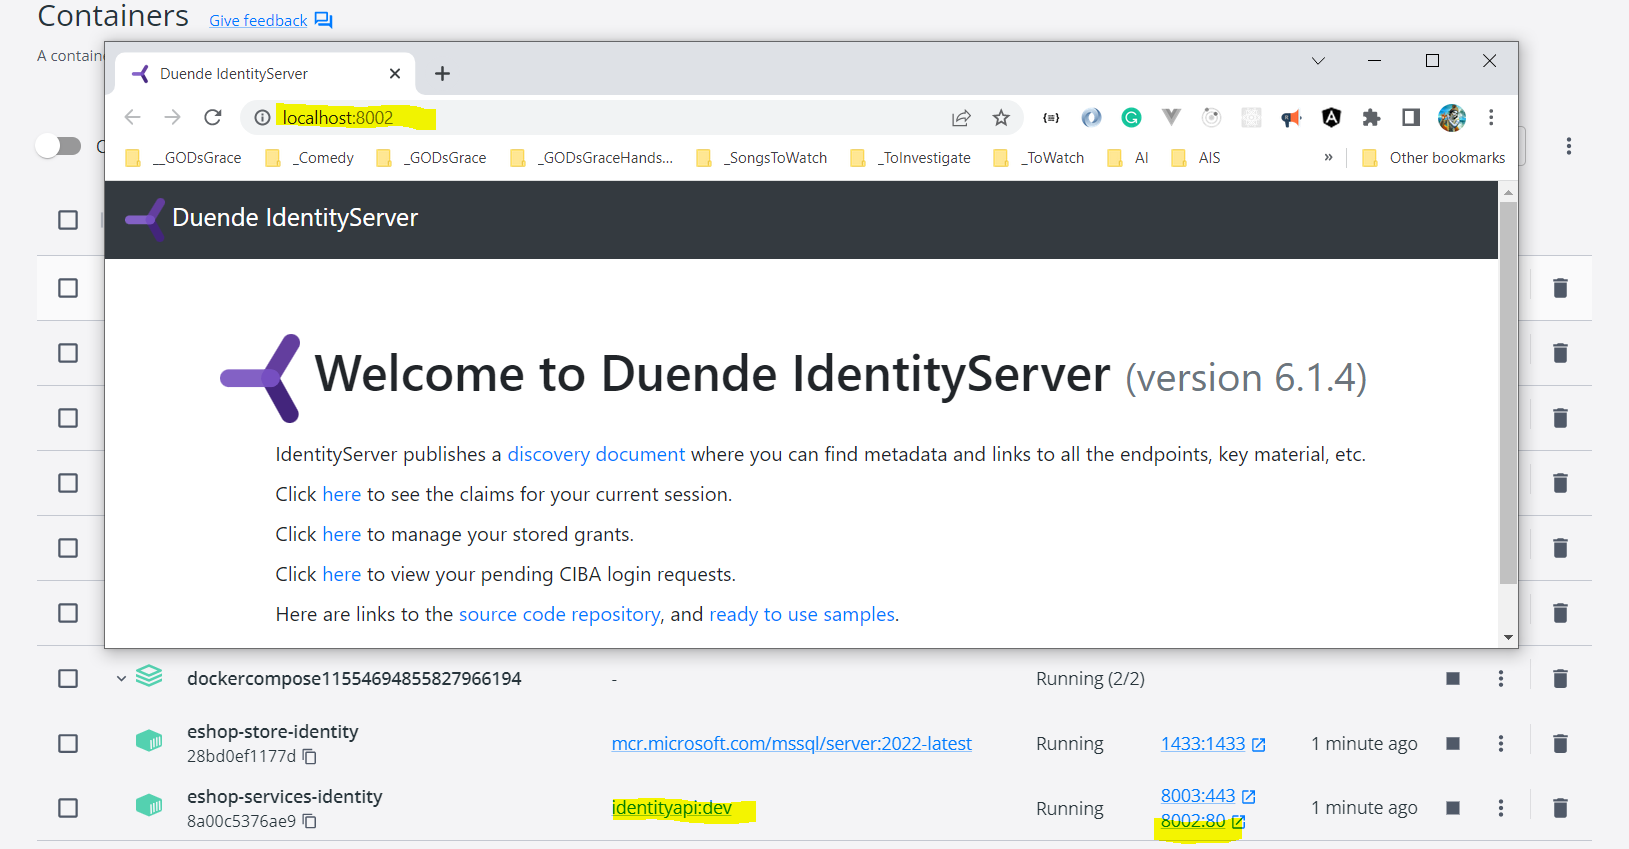 Containers Give feedback
A contain
Duende IdentityServer
localhost:8002
__GODsGrace _Comedy _GODsGrace _GODsGraceHands... _SongsToWatch _ToInvestigate _ToWatch AI AIS » Other bookmarks
Duende IdentityServer
Welcome to Duende IdentityServer (version 6.1.4)
IdentityServer publishes a discovery document where you can find metadata and links to all the endpoints, key material, etc.
Click here to see the claims for your current session.
Click here to manage your stored grants.
Click here to view your pending CIBA login requests.
Here are links to the source code repository, and ready to use samples.
dockercompose11554694855827966194 - Running (2/2)
eshop-store-identity
28bd0ef1177d
mcr.microsoft.com/mssql/server:2022-latest Running 1433:1433 1 minute ago
eshop-services-identity
8a00c5376ae9
identityapi:dev Running 8003:443 1 minute ago
8002:80